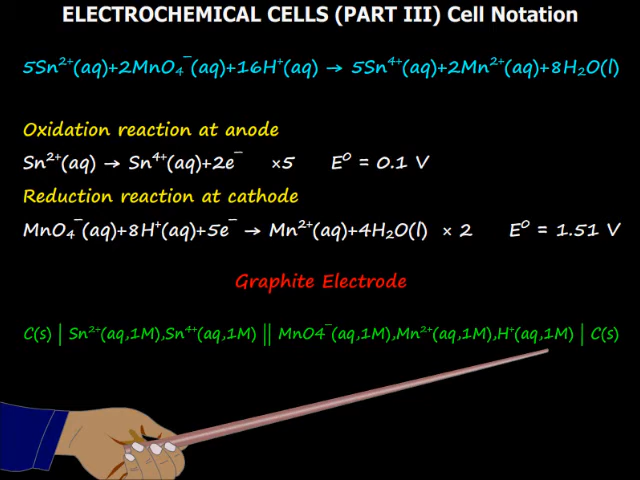 ELECTROCHEMICAL CELLS (PART III) Cell Notation
5Sn²⁺(aq)+2MnO₄⁻(aq)+16H⁺(aq) → 5Sn⁴⁺(aq)+2Mn²⁺(aq)+8H₂O(l)
Oxidation reaction at anode
Sn²⁺(aq) → Sn⁴⁺(aq)+2e⁻ ×5 E⁰ = 0.1 V
Reduction reaction at cathode
MnO₄⁻(aq)+8H⁺(aq)+5e⁻ → Mn²⁺(aq)+4H₂O(l) × 2 E⁰ = 1.51 V
Graphite Electrode
C(s) | Sn²⁺(aq,1M),Sn⁴⁺(aq,1M) || MnO4⁻(aq,1M),Mn²⁺(aq,1M),H⁺(aq,1M) | C(s)